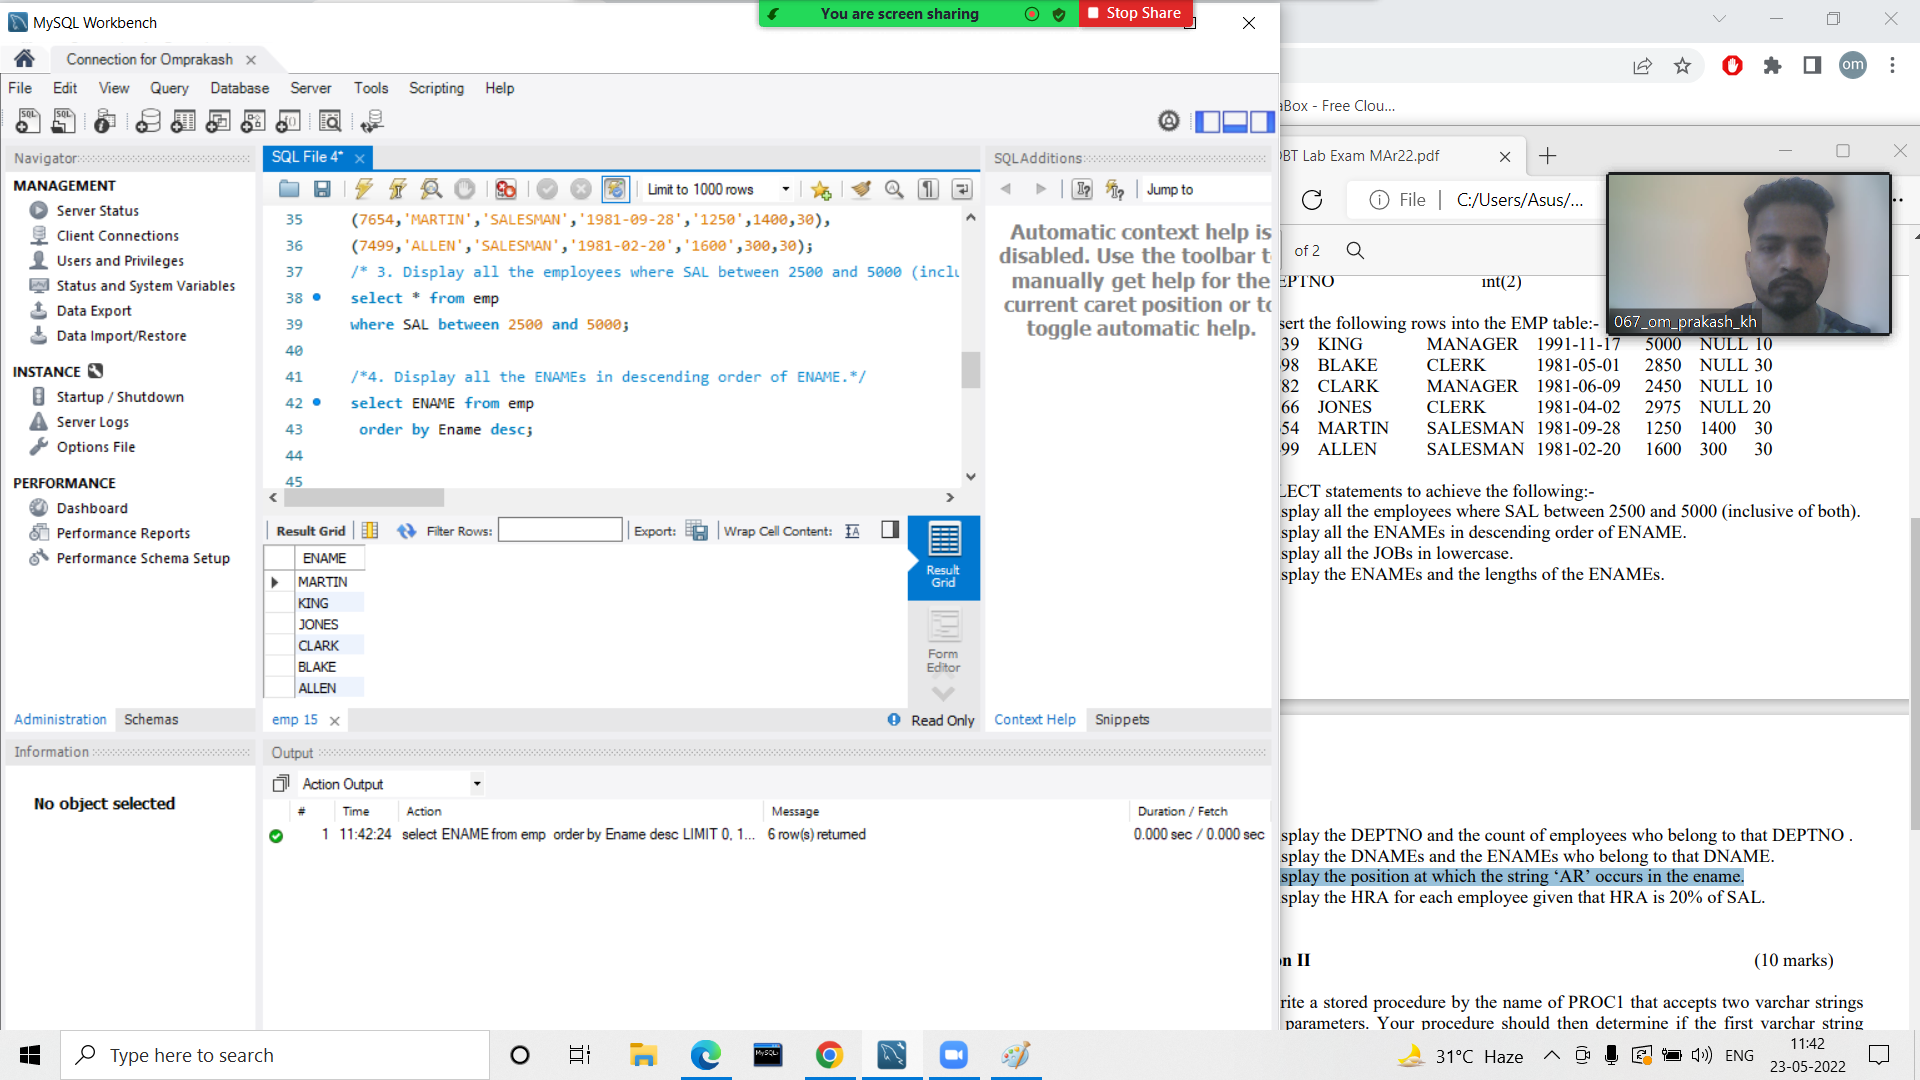 MySQL Workbench
You are screen sharing
Stop Share
Connection for Omprakash
File Edit View Query Database Server Tools Scripting Help
Navigator
MANAGEMENT
Server Status
Client Connections
Users and Privileges
Status and System Variables
Data Export
Data Import/Restore
INSTANCE
Startup / Shutdown
Server Logs
Options File
PERFORMANCE
Dashboard
Performance Reports
Performance Schema Setup
Administration Schemas
Information
No object selected
SQL File 4*
Limit to 1000 rows
35 (7654,'MARTIN','SALESMAN','1981-09-28','1250',1400,30),
36 (7499,'ALLEN','SALESMAN','1981-02-20','1600',300,30);
37 /* 3. Display all the employees where SAL between 2500 and 5000 (inclu
38 select * from emp
39 where SAL between 2500 and 5000;
40
41 /*4. Display all the ENAMEs in descending order of ENAME.*/
42 select ENAME from emp
43 order by Ename desc;
44
45
Result Grid Filter Rows: Export: Wrap Cell Content:
ENAME
MARTIN
KING
JONES
CLARK
BLAKE
ALLEN
Result Grid
Form Editor
emp 15
Read Only
SQLAdditions
Jump to
Automatic context help is
disabled. Use the toolbar t
manually get help for the
current caret position or to
toggle automatic help.
Context Help Snippets
Output
Action Output
# Time Action Message Duration / Fetch
1 11:42:24 select ENAME from emp order by Ename desc LIMIT 0, 1... 6 row(s) returned 0.000 sec / 0.000 sec
om
aBox - Free Clou...
DBT Lab Exam MAr22.pdf
File C:/Users/Asus/...
of 2
067_om_prakash_kh
EPTNO int(2)
sert the following rows into the EMP table:-
39 KING MANAGER 1991-11-17 5000 NULL 10
98 BLAKE CLERK 1981-05-01 2850 NULL 30
82 CLARK MANAGER 1981-06-09 2450 NULL 10
66 JONES CLERK 1981-04-02 2975 NULL 20
54 MARTIN SALESMAN 1981-09-28 1250 1400 30
99 ALLEN SALESMAN 1981-02-20 1600 300 30
LECT statements to achieve the following:-
splay all the employees where SAL between 2500 and 5000 (inclusive of both).
splay all the ENAMEs in descending order of ENAME.
splay all the JOBs in lowercase.
splay the ENAMEs and the lengths of the ENAMEs.
splay the DEPTNO and the count of employees who belong to that DEPTNO .
splay the DNAMEs and the ENAMEs who belong to that DNAME.
splay the position at which the string ‘AR’ occurs in the ename.
splay the HRA for each employee given that HRA is 20% of SAL.
on II (10 marks)
rite a stored procedure by the name of PROC1 that accepts two varchar strings
parameters. Your procedure should then determine if the first varchar string
Type here to search
31°C Haze
ENG
11:42
23-05-2022